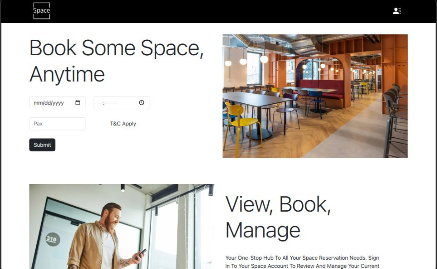 Space
Book Some Space,
Anytime
mm/dd/yyyy
Pax
T&C Apply
Submit
View, Book,
Manage
Your One-Stop Hub To All Your Space Reservation Needs. Sign
In To Your Space Account To Review And Manage Your Current